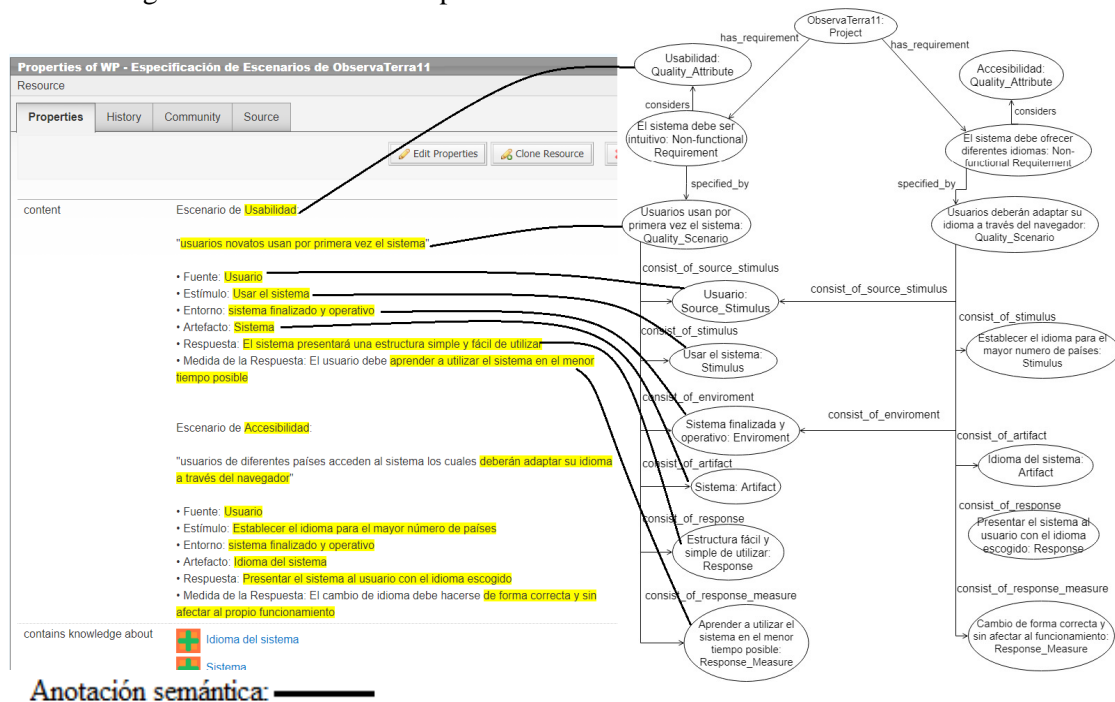 Properties of WP - Especificación de Escenarios de ObservaTerra11
Resource
Properties
History
Community
Source
Edit Properties
Clone Resource
content
Escenario de Usabilidad:
"usuarios novatos usan por primera vez el sistema"
• Fuente: Usuario
• Estímulo: Usar el sistema
• Entorno: sistema finalizado y operativo
• Artefacto: Sistema
• Respuesta: El sistema presentará una estructura simple y fácil de utilizar
• Medida de la Respuesta: El usuario debe aprender a utilizar el sistema en el menor
tiempo posible
Escenario de Accesibilidad:
"usuarios de diferentes países acceden al sistema los cuales deberán adaptar su idioma
a través del navegador"
• Fuente: Usuario
• Estímulo: Establecer el idioma para el mayor número de países
• Entorno: sistema finalizado y operativo
• Artefacto: Idioma del sistema
• Respuesta: Presentar el sistema al usuario con el idioma escogido
• Medida de la Respuesta: El cambio de idioma debe hacerse de forma correcta y sin
afectar al propio funcionamiento
contains knowledge about
Idioma del sistema
Sistema
Anotación semántica:
ObservaTerra11:
Project
has_requirement
has_requirement
Usabilidad:
Quality_Attribute
considers
El sistema debe ser
intuitivo: Non-functional
Requirement
specified_by
Usuarios usan por
primera vez el sistema:
Quality_Scenario
consist_of_source_stimulus
Usuario:
Source_Stimulus
consist_of_stimulus
Usar el sistema:
Stimulus
consist_of_enviroment
Sistema finalizada y
operativo: Enviroment
consist_of_artifact
Sistema: Artifact
consist_of_response
Estructura fácil y
simple de utilizar:
Response
consist_of_response_measure
Aprender a utilizar el
sistema en el menor
tiempo posible:
Response_Measure
Accesibilidad:
Quality_Attribute
considers
El sistema debe ofrecer
diferentes idiomas: Non-
functional Requitement
specified_by
Usuarios deberán adaptar su
idioma a través del navegador:
Quality_Scenario
consist_of_source_stimulus
consist_of_stimulus
Establecer el idioma para el
mayor numero de países:
Stimulus
consist_of_enviroment
consist_of_artifact
Idioma del sistema:
Artifact
consist_of_response
Presentar el sistema al
usuario con el idioma
escogido: Response
consist_of_response_measure
Cambio de forma correcta y
sin afectar al funcionamiento:
Response_Measure